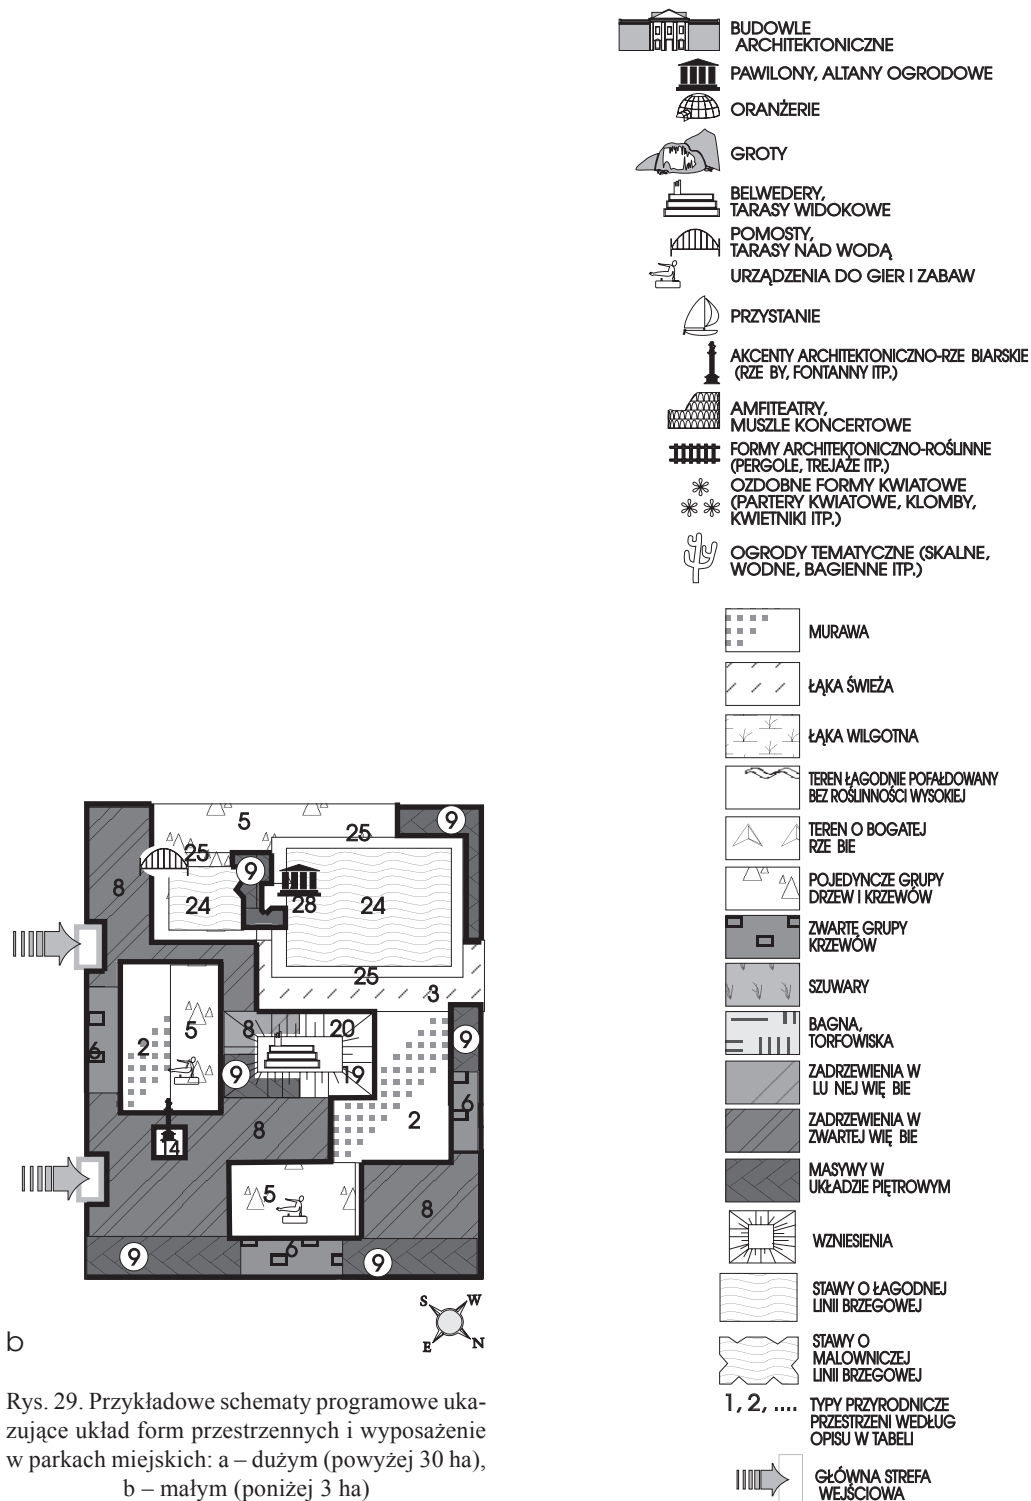 BUDOWLE
ARCHITEKTONICZNE
PAWILONY, ALTANY OGRODOWE
ORANŻERIE
GROTY
BELWEDERY,
TARASY WIDOKOWE
POMOSTY,
TARASY NAD WODĄ
URZĄDZENIA DO GIER I ZABAW
PRZYSTANIE
AKCENTY ARCHITEKTONICZNO-RZE BIARSKIE
(RZE BY, FONTANNY ITP.)
AMFITEATRY,
MUSZLE KONCERTOWE
FORMY ARCHITEKTONICZNO-ROŚLINNE
(PERGOLE, TREJAŻE ITP.)
OZDOBNE FORMY KWIATOWE
(PARTERY KWIATOWE, KLOMBY,
KWIETNIKI ITP.)
OGRODY TEMATYCZNE (SKALNE,
WODNE, BAGIENNE ITP.)
MURAWA
ŁĄKA ŚWIEŻA
ŁĄKA WILGOTNA
TEREN ŁAGODNIE POFAŁDOWANY
BEZ ROŚLINNOŚCI WYSOKIEJ
TEREN O BOGATEJ
RZE BIE
POJEDYNCZE GRUPY
DRZEW I KRZEWÓW
ZWARTE GRUPY
KRZEWÓW
SZUWARY
BAGNA,
TORFOWISKA
ZADRZEWIENIA W
LU NEJ WIĘ BIE
ZADRZEWIENIA W
ZWARTEJ WIĘ BIE
MASYWY W
UKŁADZIE PIĘTROWYM
WZNIESIENIA
STAWY O ŁAGODNEJ
LINII BRZEGOWEJ
STAWY O
MALOWNICZEJ
LINII BRZEGOWEJ
1, 2, .... TYPY PRZYRODNICZE
PRZESTRZENI WEDŁUG
OPISU W TABELI
GŁÓWNA STREFA
WEJŚCIOWA
5
25
9
25
9
8
24
28
24
25
3
8
20
9
5
2
6
9
19
6
2
8
14
5
8
6
9
9
S W
E N
b
Rys. 29. Przykładowe schematy programowe uka-
zujące układ form przestrzennych i wyposażenie
w parkach miejskich: a – dużym (powyżej 30 ha),
b – małym (poniżej 3 ha)